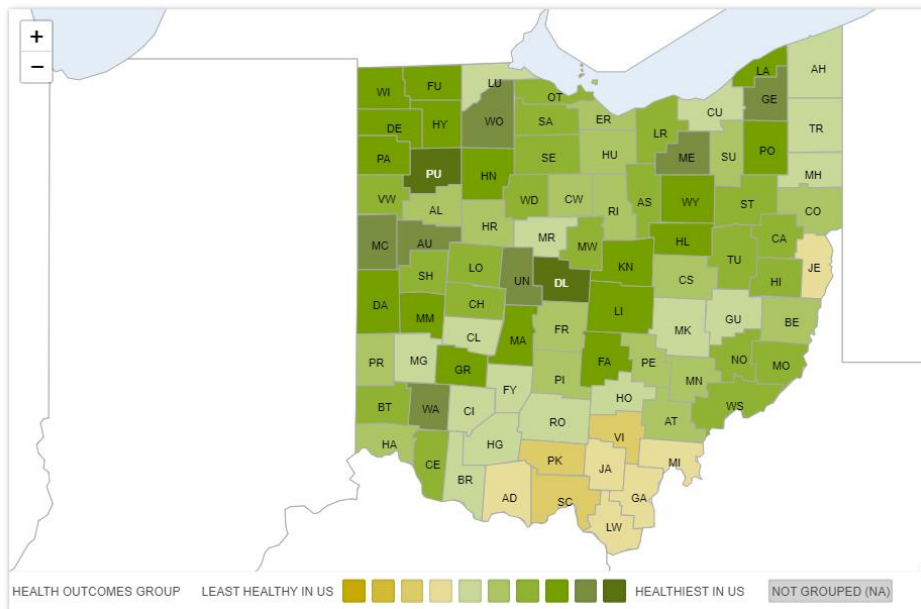 +
−
LA AH
WI FU LU OT GE
CU
DE HY WO SA ER LR TR
PA PU HN SE HU ME SU PO MH
VW AL WD CW RI AS WY ST CO
HR MR MW HL CA
MC AU UN KN TU JE
SH LO DL CS HI
DA MM CH LI MK GU BE
CL MA FR
PR MG GR FA PE NO MO
PI MN
BT WA CI FY HO WS
RO AT
HA HG VI
CE BR PK JA MI
AD SC GA
LW
HEALTH OUTCOMES GROUP LEAST HEALTHY IN US HEALTHIEST IN US NOT GROUPED (NA)